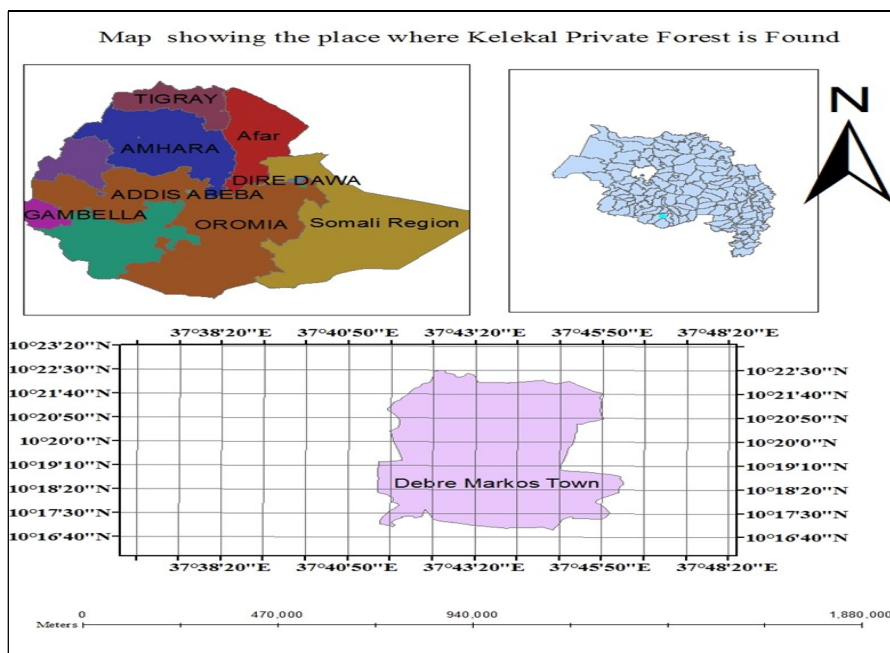 Map showing the place where Kelekal Private Forest is Found
TIGRAY
Afar
AMHARA
DIRE DAWA
ADDIS ABEBA
GAMBELLA
OROMIA
Somali Region
N
37°38'20"E 37°40'50"E 37°43'20"E 37°45'50"E 37°48'20"E
10°23'20"N
10°22'30"N 10°22'30"N
10°21'40"N 10°21'40"N
10°20'50"N 10°20'50"N
10°20'0"N 10°20'0"N
10°19'10"N 10°19'10"N
Debre Markos Town
10°18'20"N 10°18'20"N
10°17'30"N 10°17'30"N
10°16'40"N 10°16'40"N
37°38'20"E 37°40'50"E 37°43'20"E 37°45'50"E 37°48'20"E
0 470,000 940,000 1,880,000
Meters